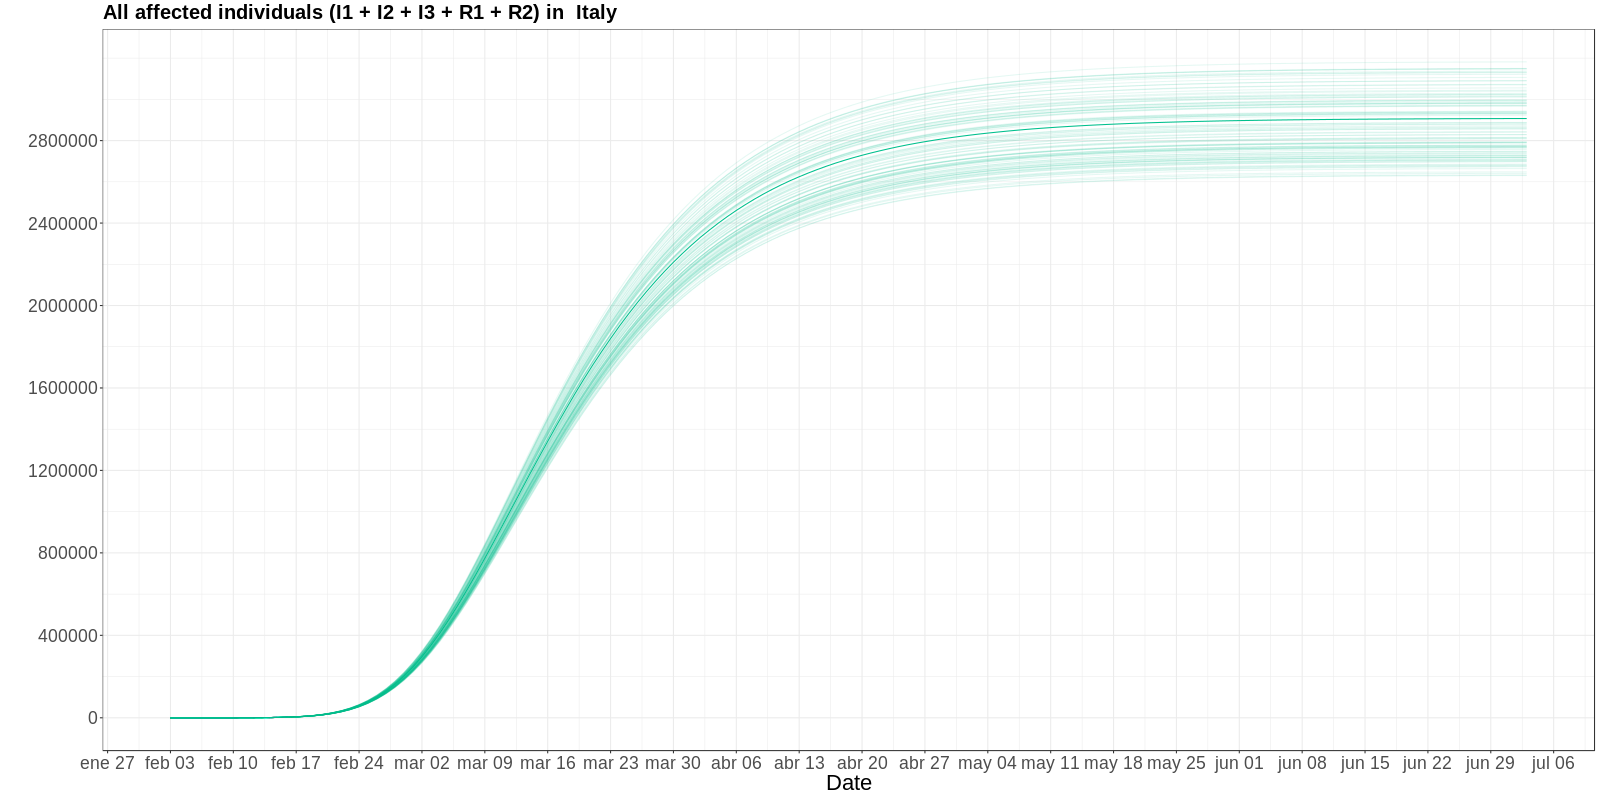 All affected individuals (I1 + I2 + I3 + R1 + R2) in  Italy
2800000
2400000
2000000
1600000
1200000
800000
400000
0
ene 27 feb 03 feb 10 feb 17 feb 24 mar 02 mar 09 mar 16 mar 23 mar 30 abr 06 abr 13 abr 20 abr 27 may 04 may 11 may 18 may 25 jun 01 jun 08 jun 15 jun 22 jun 29 jul 06
Date